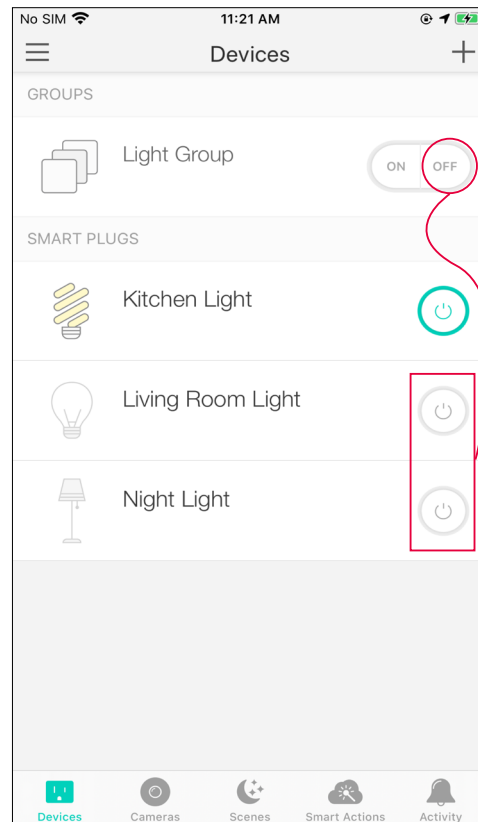 No SIM 11:21 AM
Devices
GROUPS
Light Group ON OFF
SMART PLUGS
Kitchen Light
Living Room Light
Night Light
Devices Cameras Scenes Smart Actions Activity